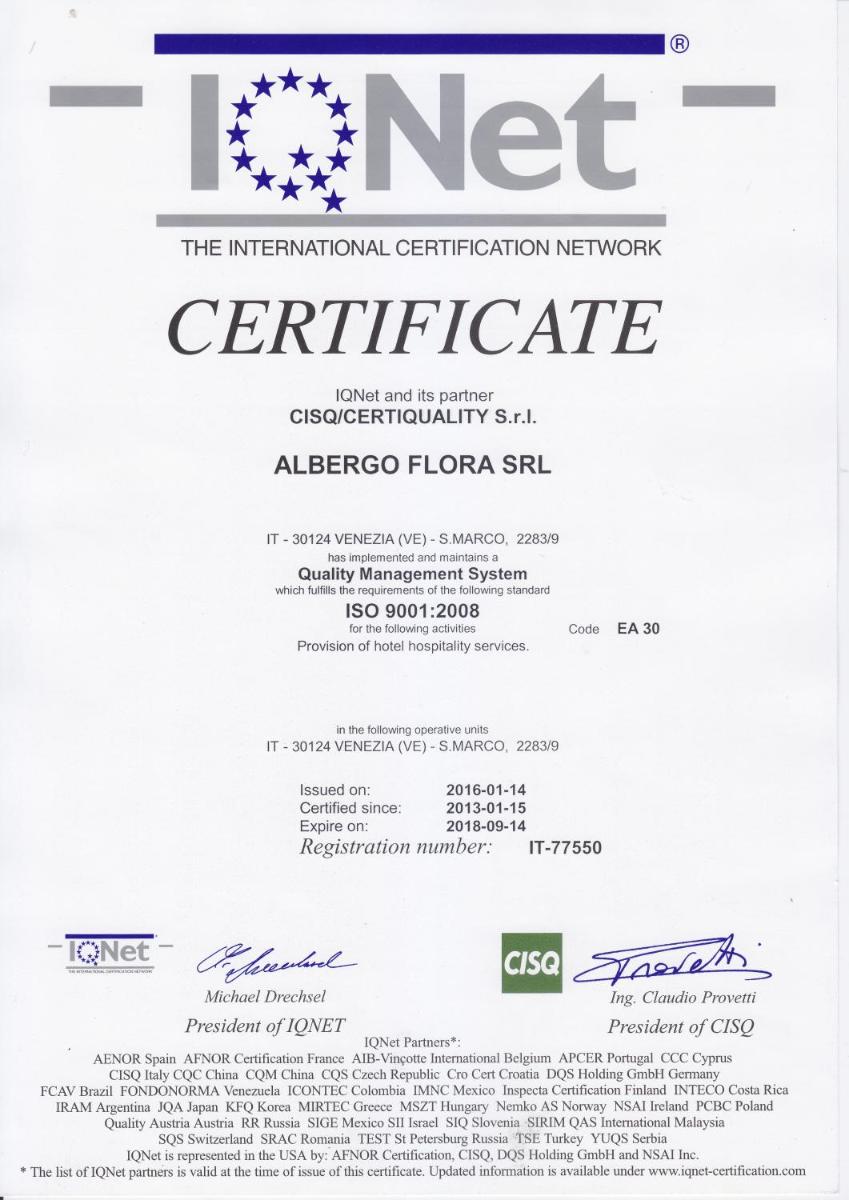 IQNet ®
THE INTERNATIONAL CERTIFICATION NETWORK
CERTIFICATE
IQNet and its partner
CISQ/CERTIQUALITY S.r.l.
ALBERGO FLORA SRL
IT - 30124 VENEZIA (VE) - S.MARCO, 2283/9
has implemented and maintains a
Quality Management System
which fulfills the requirements of the following standard
ISO 9001:2008
for the following activities Code EA 30
Provision of hotel hospitality services.
in the following operative units
IT - 30124 VENEZIA (VE) - S.MARCO, 2283/9
Issued on: 2016-01-14
Certified since: 2013-01-15
Expire on: 2018-09-14
Registration number: IT-77550
IQNet
THE INTERNATIONAL CERTIFICATION NETWORK
CISQ
Provetti
Michael Drechsel Ing. Claudio Provetti
President of IQNET President of CISQ
IQNet Partners*:
AENOR Spain AFNOR Certification France AIB-Vinçotte International Belgium APCER Portugal CCC Cyprus
CISQ Italy CQC China CQM China CQS Czech Republic Cro Cert Croatia DQS Holding GmbH Germany
FCAV Brazil FONDONORMA Venezuela ICONTEC Colombia IMNC Mexico Inspecta Certification Finland INTECO Costa Rica
IRAM Argentina JQA Japan KFQ Korea MIRTEC Greece MSZT Hungary Nemko AS Norway NSAI Ireland PCBC Poland
Quality Austria Austria RR Russia SIGE Mexico SII Israel SIQ Slovenia SIRIM QAS International Malaysia
SQS Switzerland SRAC Romania TEST St Petersburg Russia TSE Turkey YUQS Serbia
IQNet is represented in the USA by: AFNOR Certification, CISQ, DQS Holding GmbH and NSAI Inc.
* The list of IQNet partners is valid at the time of issue of this certificate. Updated information is available under www.iqnet-certification.com